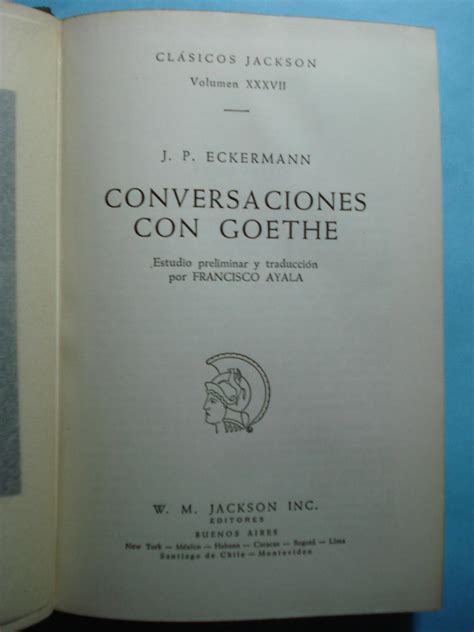 CLÁSICOS JACKSON
Volumen XXXVII
J. P. ECKERMANN
CONVERSACIONES
CON GOETHE
Estudio preliminar y traducción
por FRANCISCO AYALA
W. M. JACKSON INC.
EDITORES
BUENOS AIRES
New York — México — Habana — Caracas — Bogotá — Lima
Santiago de Chile — Montevideo